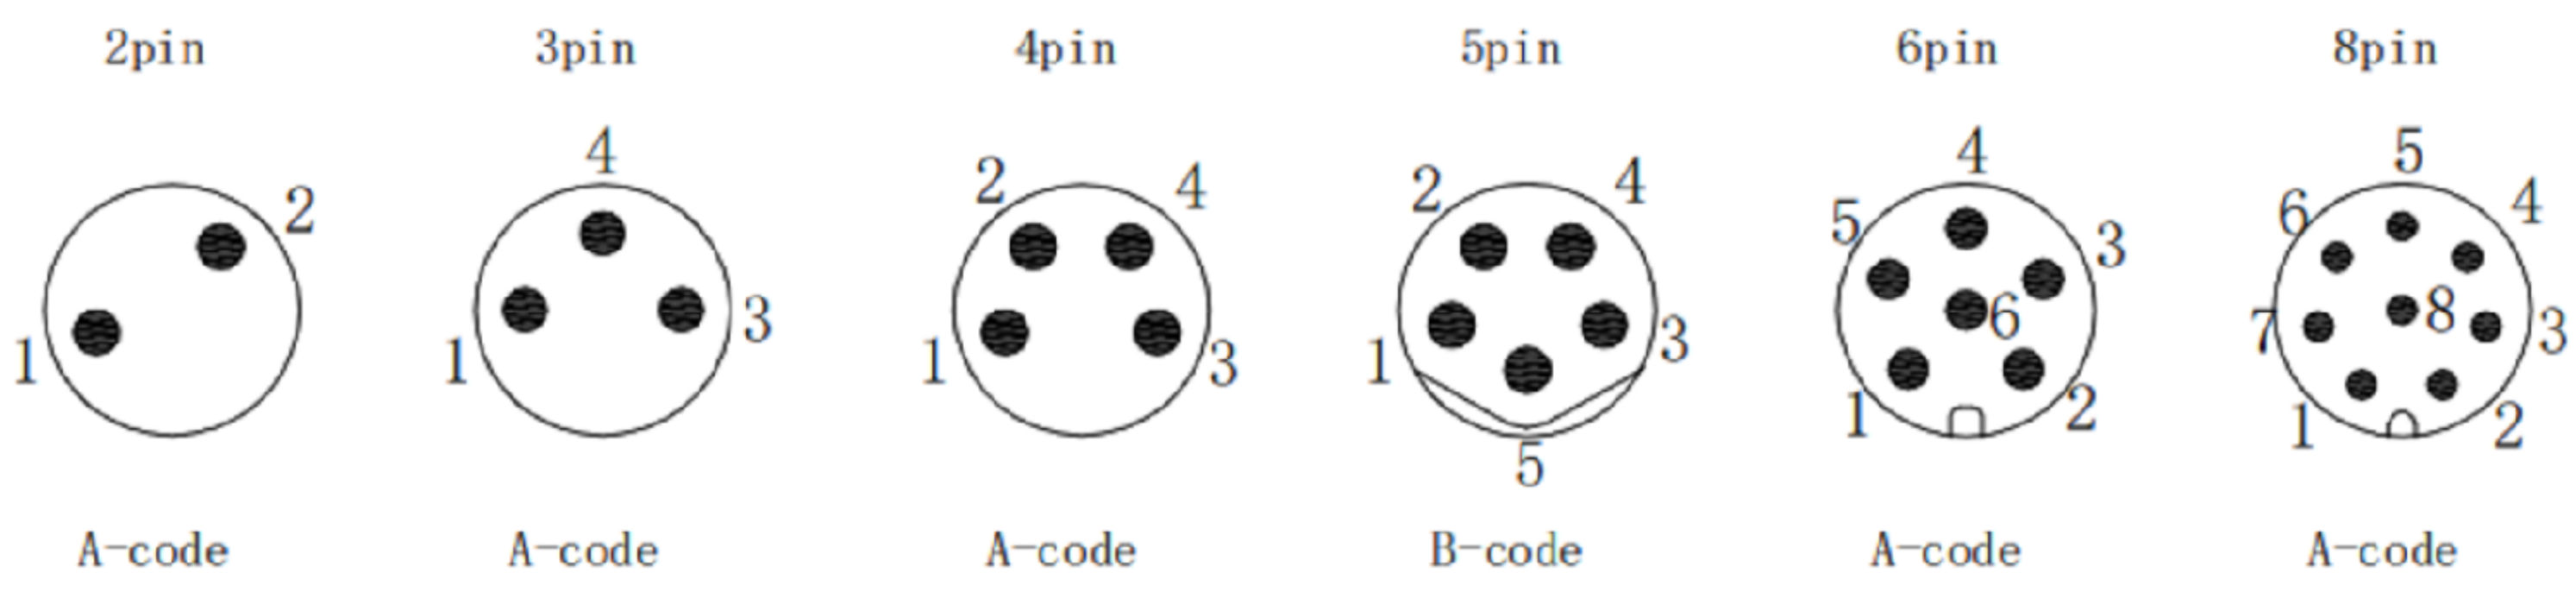 2pin 3pin 4pin 5pin 6pin 8pin
4 4 5
2 2 4 2 4 5 3 6 4
1 3 1 3 1 3 6 7 8 3
1 2 1 2
5
A-code A-code A-code B-code A-code A-code